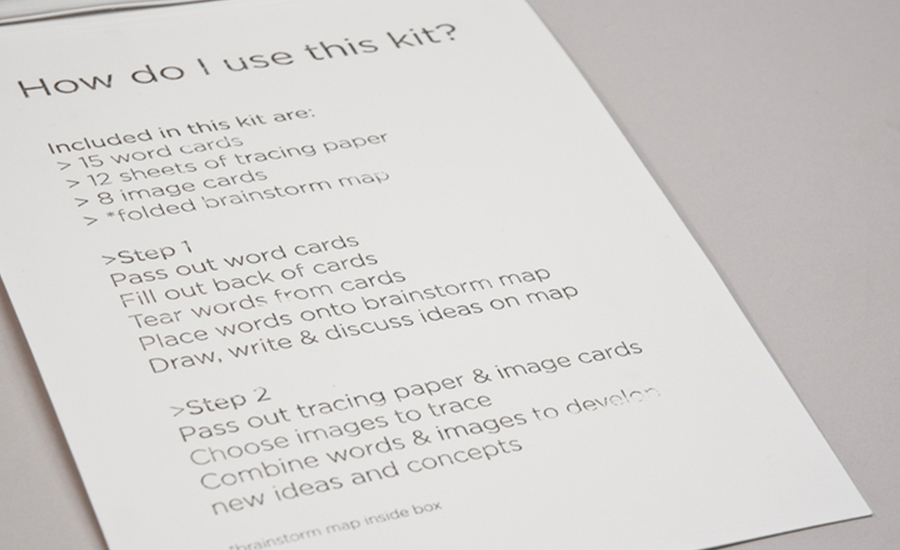 How do I use this kit?
Included in this kit are:
> 15 word cards
> 12 sheets of tracing paper
> 8 image cards
> *folded brainstorm map
>Step 1
Pass out word cards
Fill out back of cards
Tear words from cards
Place words onto brainstorm map
Draw, write & discuss ideas on map
>Step 2
Pass out tracing paper & image cards
Choose images to trace
Combine words & images to develop
new ideas and concepts
*brainstorm map inside box